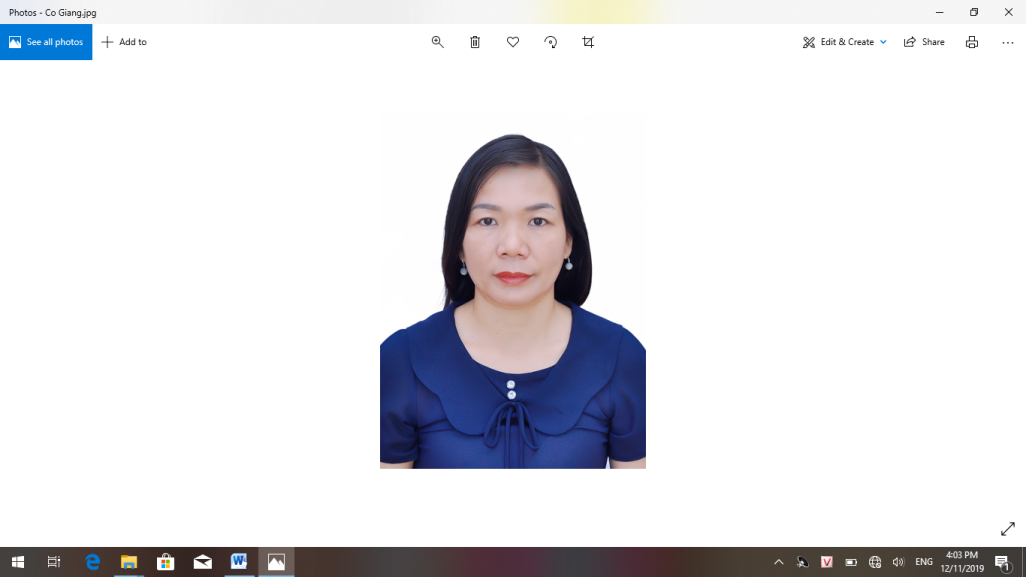 Photos - Co Giang.jpg
See all photos
Add to
Edit & Create
Share
ENG
4:03 PM
12/11/2019
1